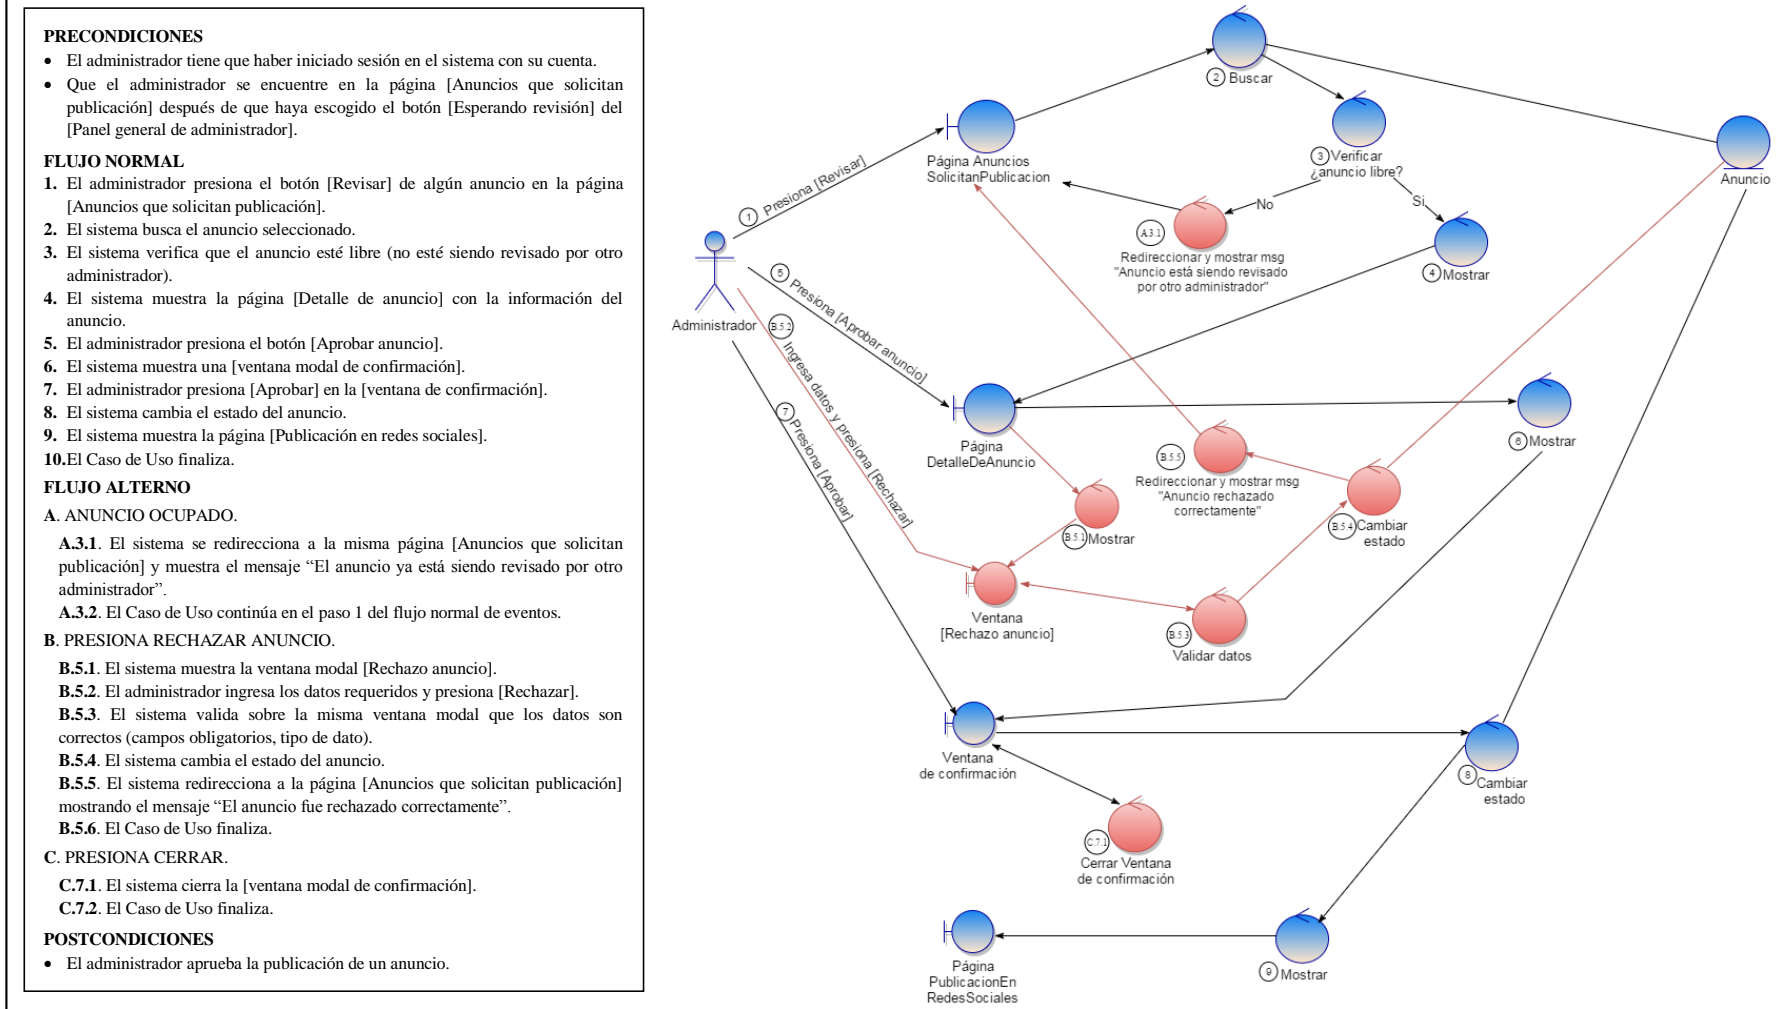 PRECONDICIONES
• El administrador tiene que haber iniciado sesión en el sistema con su cuenta.
• Que el administrador se encuentre en la página [Anuncios que solicitan
publicación] después de que haya escogido el botón [Esperando revisión] del
[Panel general de administrador].
FLUJO NORMAL
1. El administrador presiona el botón [Revisar] de algún anuncio en la página
[Anuncios que solicitan publicación].
2. El sistema busca el anuncio seleccionado.
3. El sistema verifica que el anuncio esté libre (no esté siendo revisado por otro
administrador).
4. El sistema muestra la página [Detalle de anuncio] con la información del
anuncio.
5. El administrador presiona el botón [Aprobar anuncio].
6. El sistema muestra una [ventana modal de confirmación].
7. El administrador presiona [Aprobar] en la [ventana de confirmación].
8. El sistema cambia el estado del anuncio.
9. El sistema muestra la página [Publicación en redes sociales].
10.El Caso de Uso finaliza.
FLUJO ALTERNO
A. ANUNCIO OCUPADO.
A.3.1. El sistema se redirecciona a la misma página [Anuncios que solicitan
publicación] y muestra el mensaje “El anuncio ya está siendo revisado por otro
administrador”.
A.3.2. El Caso de Uso continúa en el paso 1 del flujo normal de eventos.
B. PRESIONA RECHAZAR ANUNCIO.
B.5.1. El sistema muestra la ventana modal [Rechazo anuncio].
B.5.2. El administrador ingresa los datos requeridos y presiona [Rechazar].
B.5.3. El sistema valida sobre la misma ventana modal que los datos son
correctos (campos obligatorios, tipo de dato).
B.5.4. El sistema cambia el estado del anuncio.
B.5.5. El sistema redirecciona a la página [Anuncios que solicitan publicación]
mostrando el mensaje “El anuncio fue rechazado correctamente”.
B.5.6. El Caso de Uso finaliza.
C. PRESIONA CERRAR.
C.7.1. El sistema cierra la [ventana modal de confirmación].
C.7.2. El Caso de Uso finaliza.
POSTCONDICIONES
• El administrador aprueba la publicación de un anuncio.
2 Buscar
Página Anuncios
SolicitanPublicacion
3 Verificar
¿anuncio libre?
Anuncio
1 Presiona [Revisar]
No
Si
A3.1
Redireccionar y mostrar msg
"Anuncio está siendo revisado
por otro administrador"
4 Mostrar
Administrador
5 Presiona [Aprobar anuncio]
B.5.2 Ingresa datos y presiona [Rechazar]
7 Presiona [Aprobar]
Página
DetalleDeAnuncio
6 Mostrar
B.5.5
Redireccionar y mostrar msg
"Anuncio rechazado
correctamente"
B.5.1 Mostrar
B.5.4 Cambiar
estado
Ventana
[Rechazo anuncio]
B.5.3
Validar datos
Ventana
de confirmación
8 Cambiar
estado
C.7.1
Cerrar Ventana
de confirmación
Página
PublicacionEn
RedesSociales
9 Mostrar